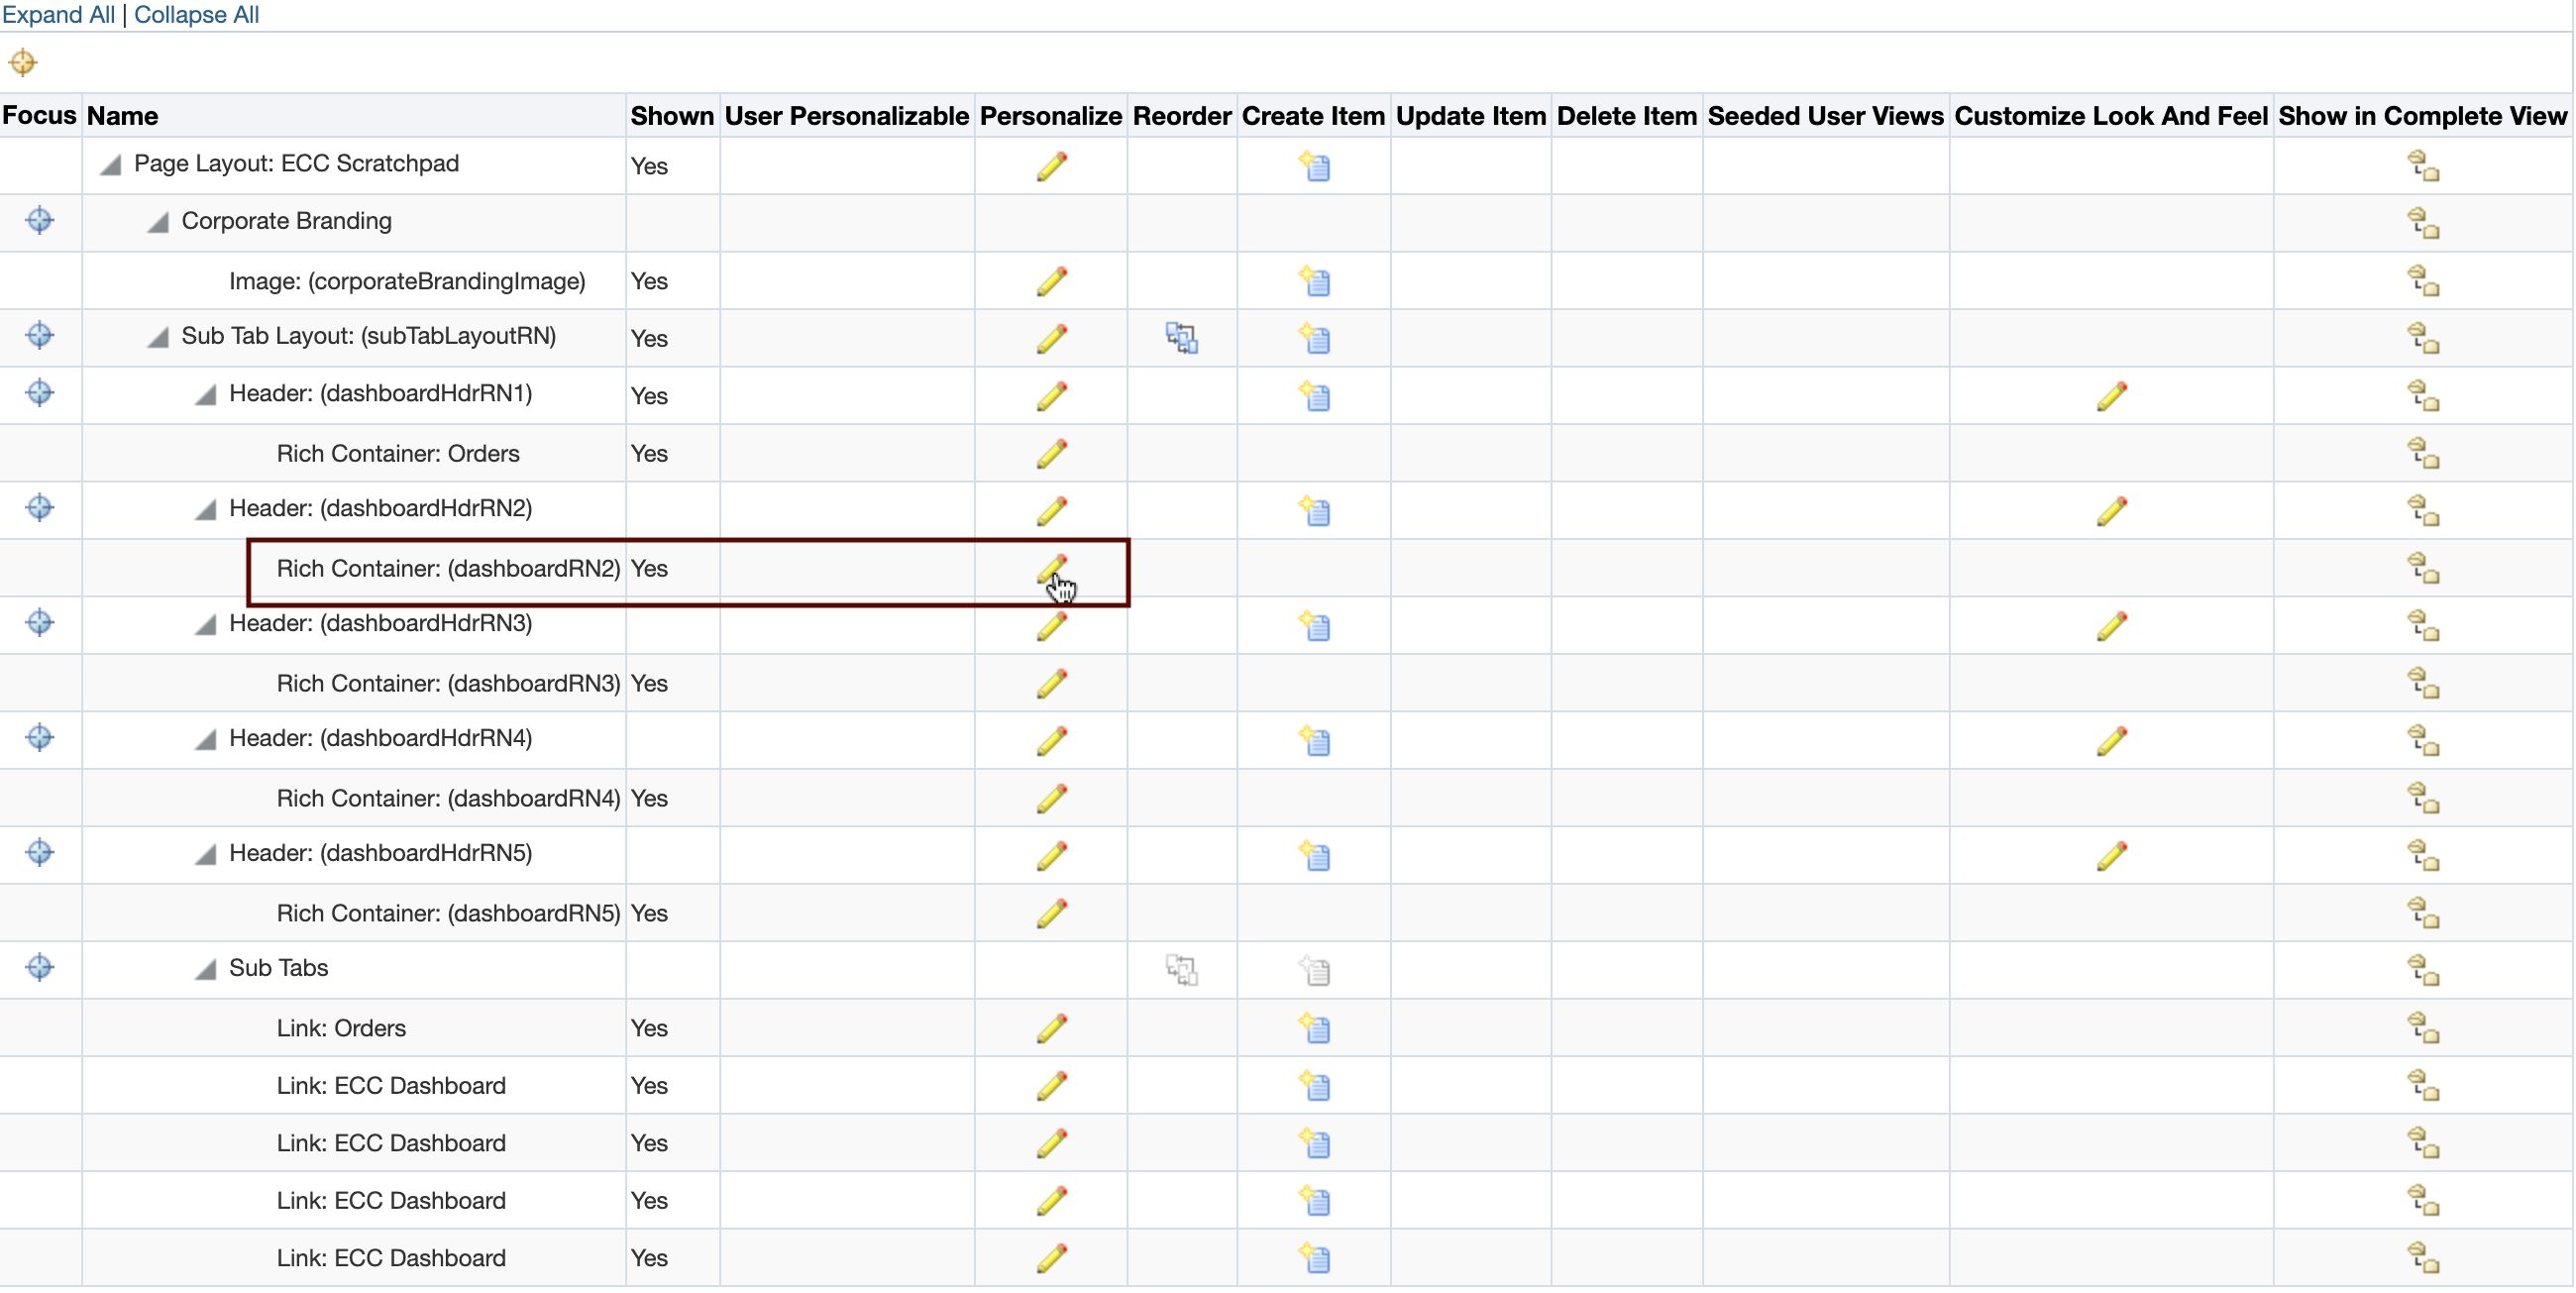 Expand All | Collapse All
Focus Name Shown User Personalizable Personalize Reorder Create Item Update Item Delete Item Seeded User Views Customize Look And Feel Show in Complete View
Page Layout: ECC Scratchpad Yes
Corporate Branding
Image: (corporateBrandingImage) Yes
Sub Tab Layout: (subTabLayoutRN) Yes
Header: (dashboardHdrRN1) Yes
Rich Container: Orders Yes
Header: (dashboardHdrRN2)
Rich Container: (dashboardRN2) Yes
Header: (dashboardHdrRN3)
Rich Container: (dashboardRN3) Yes
Header: (dashboardHdrRN4)
Rich Container: (dashboardRN4) Yes
Header: (dashboardHdrRN5)
Rich Container: (dashboardRN5) Yes
Sub Tabs
Link: Orders Yes
Link: ECC Dashboard Yes
Link: ECC Dashboard Yes
Link: ECC Dashboard Yes
Link: ECC Dashboard Yes